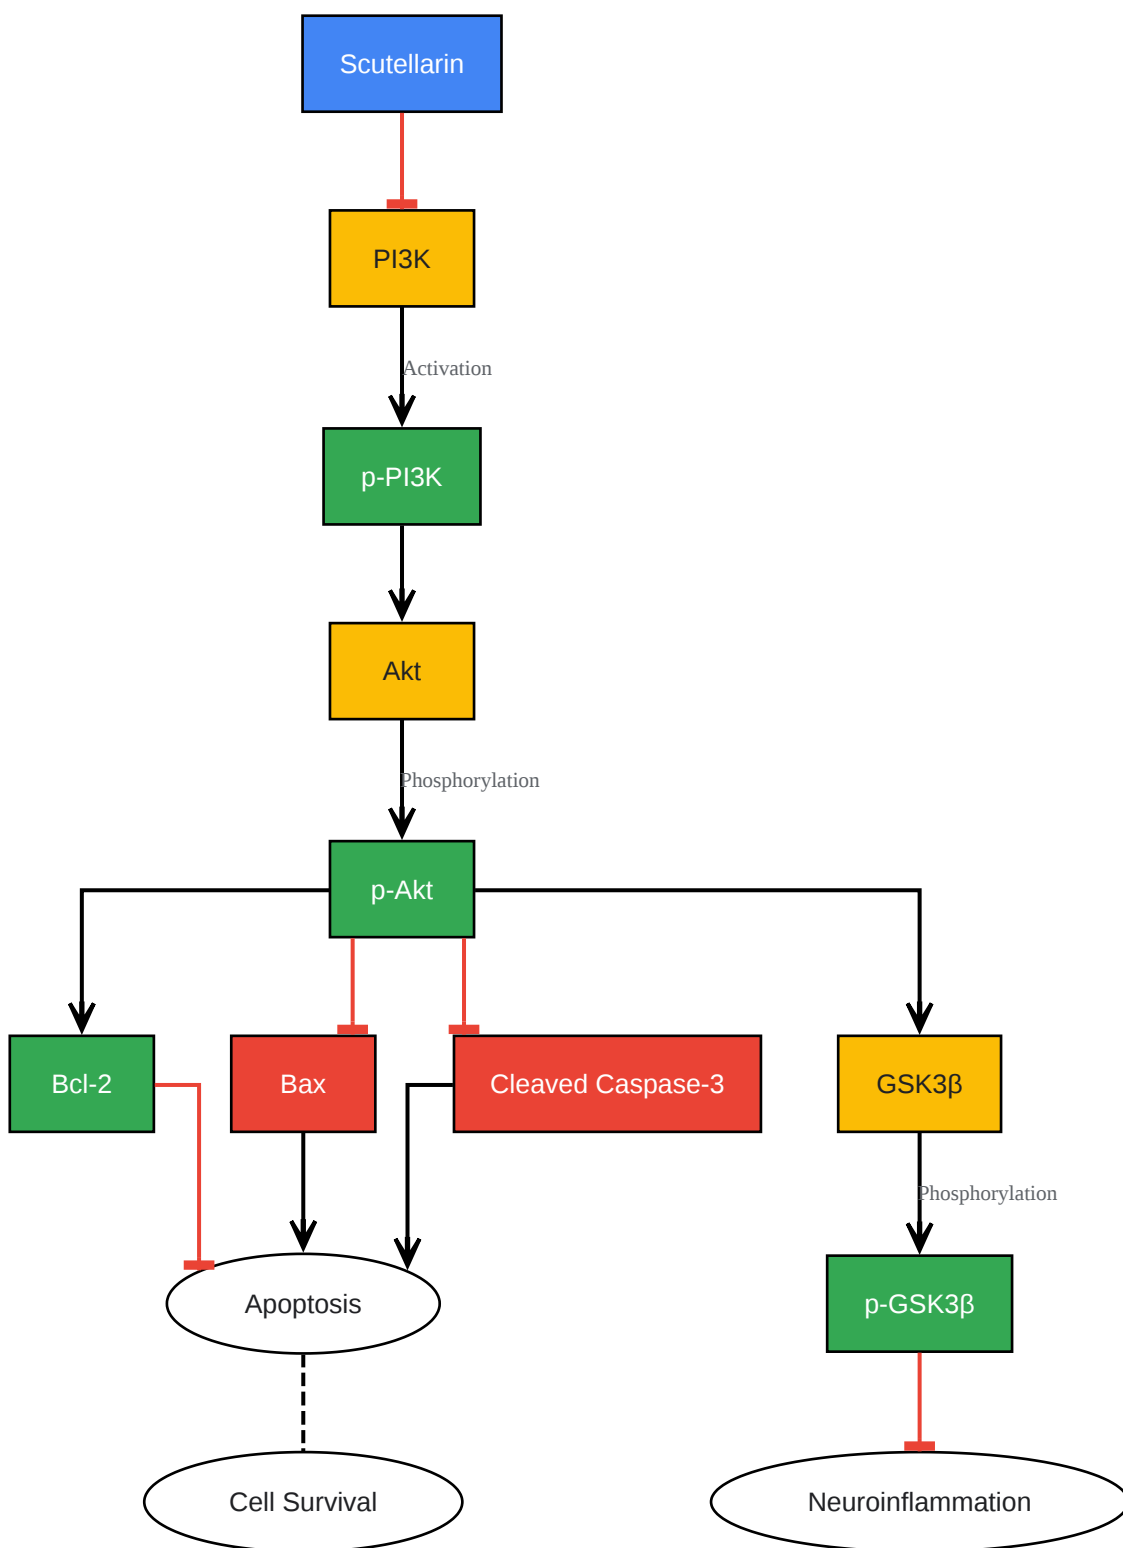 Scutellarin
PI3K
Activation
p-PI3K
Akt
Phosphorylation
p-Akt
Bcl-2
Bax
Cleaved Caspase-3
GSK3β
Phosphorylation
p-GSK3β
Apoptosis
Cell Survival
Neuroinflammation